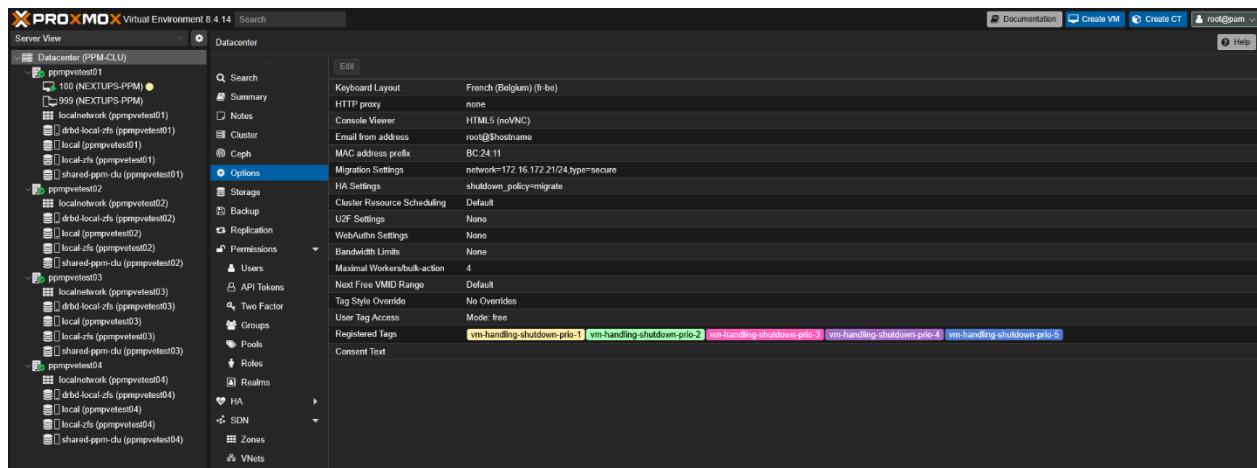 PROXMOX Virtual Environment 8.4.14 Search
Documentation Create VM Create CT root@pam
Server View
Datacenter
Help
Datacenter (PPM-CLU)
ppmpvetest01
100 (NEXTUPS-PPM)
999 (NEXTUPS-PPM)
localnetwork (ppmpvetest01)
drbd-local-zfs (ppmpvetest01)
local (ppmpvetest01)
local-zfs (ppmpvetest01)
shared-ppm-clu (ppmpvetest01)
ppmpvetest02
localnetwork (ppmpvetest02)
drbd-local-zfs (ppmpvetest02)
local (ppmpvetest02)
local-zfs (ppmpvetest02)
shared-ppm-clu (ppmpvetest02)
ppmpvetest03
localnetwork (ppmpvetest03)
drbd-local-zfs (ppmpvetest03)
local (ppmpvetest03)
local-zfs (ppmpvetest03)
shared-ppm-clu (ppmpvetest03)
ppmpvetest04
localnetwork (ppmpvetest04)
drbd-local-zfs (ppmpvetest04)
local (ppmpvetest04)
local-zfs (ppmpvetest04)
shared-ppm-clu (ppmpvetest04)
Search
Summary
Notes
Cluster
Ceph
Options
Storage
Backup
Replication
Permissions
Users
API Tokens
Two Factor
Groups
Pools
Roles
Realms
HA
SDN
Zones
VNets
Edit
Keyboard Layout French (Belgium) (fr-be)
HTTP proxy none
Console Viewer HTML5 (noVNC)
Email from address root@$hostname
MAC address prefix BC:24:11
Migration Settings network=172.16.172.21/24,type=secure
HA Settings shutdown_policy=migrate
Cluster Resource Scheduling Default
U2F Settings None
WebAuthn Settings None
Bandwidth Limits None
Maximal Workers/bulk-action 4
Next Free VMID Range Default
Tag Style Override No Overrides
User Tag Access Mode: free
Registered Tags vm-handling-shutdown-prio-1 vm-handling-shutdown-prio-2 vm-handling-shutdown-prio-3 vm-handling-shutdown-prio-4 vm-handling-shutdown-prio-5
Consent Text